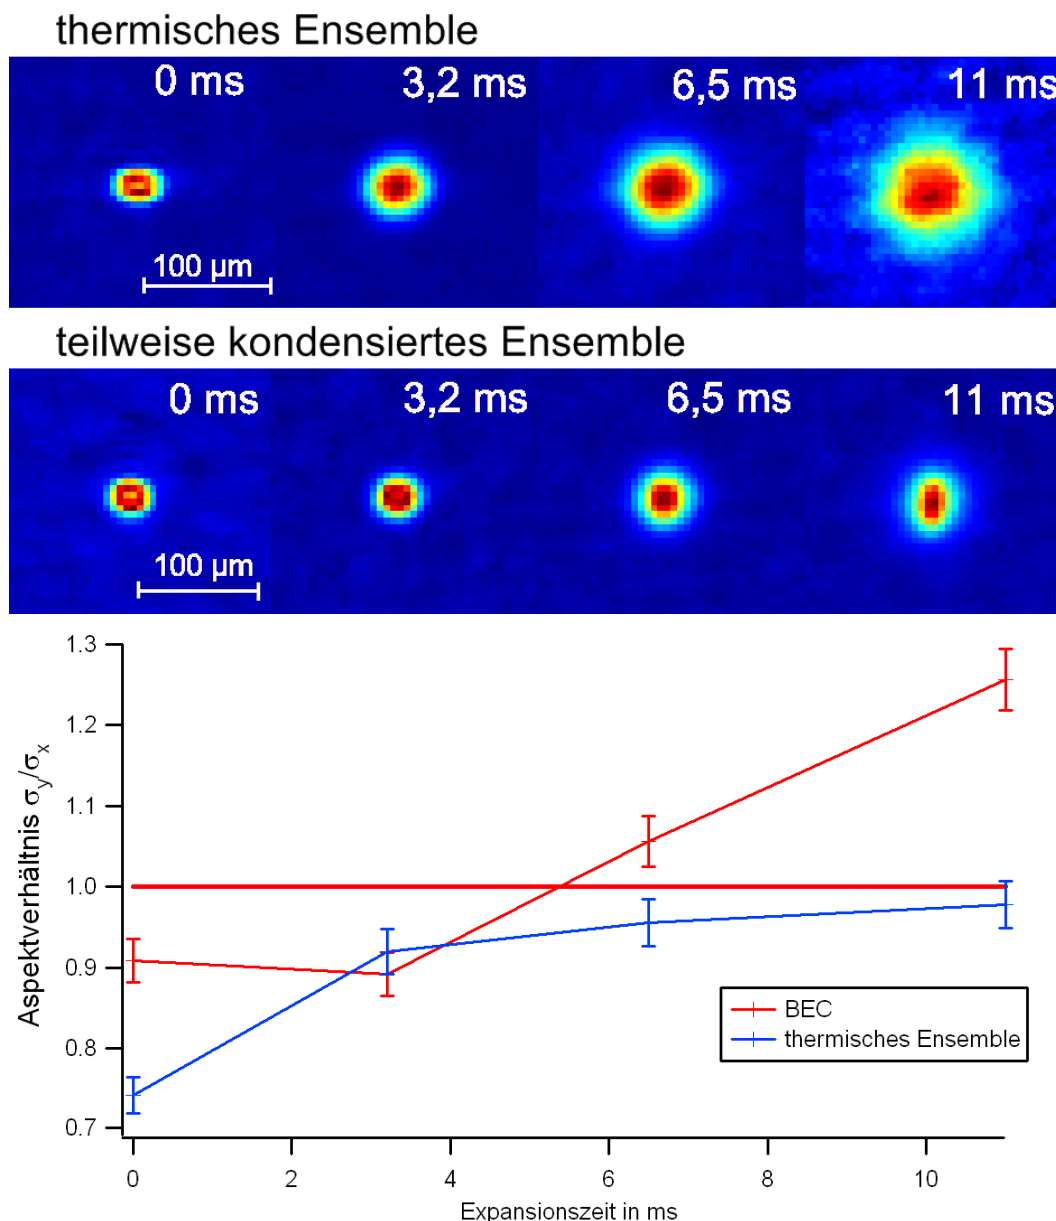 thermisches Ensemble
0 ms 3,2 ms 6,5 ms 11 ms
100 µm
teilweise kondensiertes Ensemble
0 ms 3,2 ms 6,5 ms 11 ms
100 µm
1.3
1.2
1.1
1.0
0.9
0.8
0.7
Aspektverhältnis σy/σx
BEC
thermisches Ensemble
0 2 4 6 8 10
Expansionszeit in ms